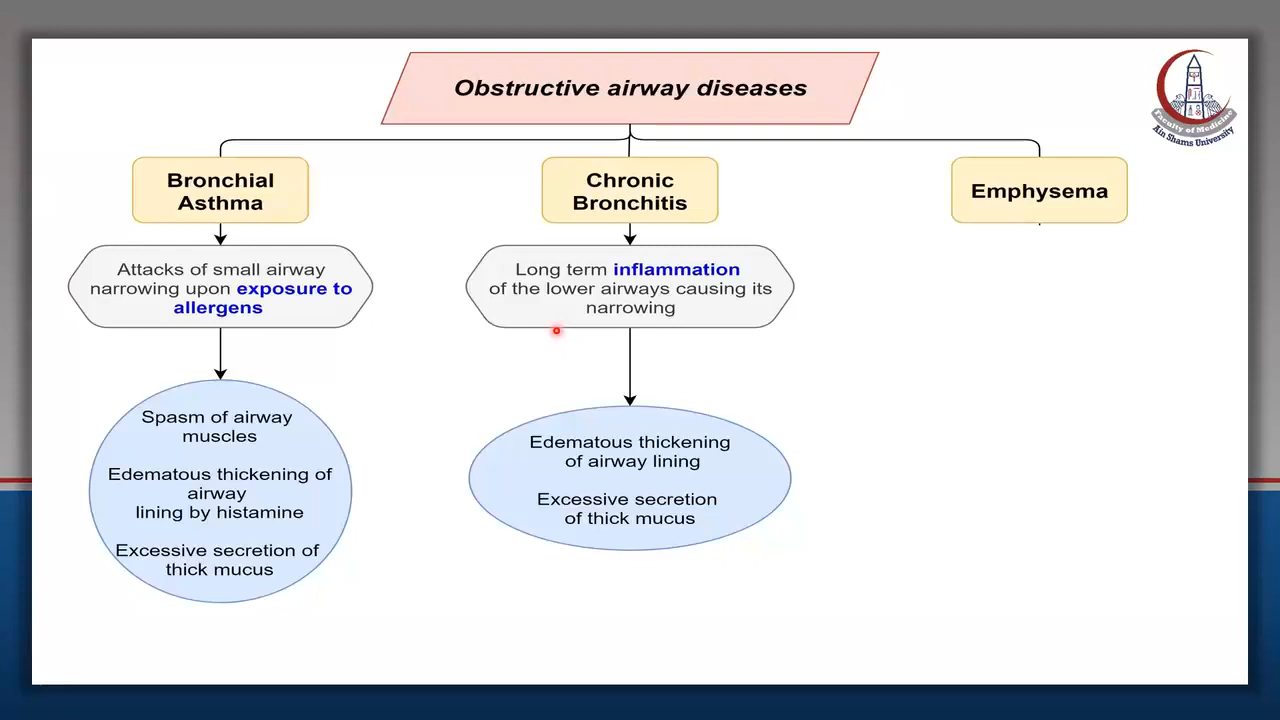 Obstructive airway diseases
Bronchial
Asthma
Attacks of small airway
narrowing upon exposure to
allergens
Spasm of airway
muscles
Edematous thickening of
airway
lining by histamine
Excessive secretion of
thick mucus
Chronic
Bronchitis
Long term inflammation
of the lower airways causing its
narrowing
Edematous thickening
of airway lining
Excessive secretion
of thick mucus
Emphysema
Faculty of Medicine
Ain Shams University